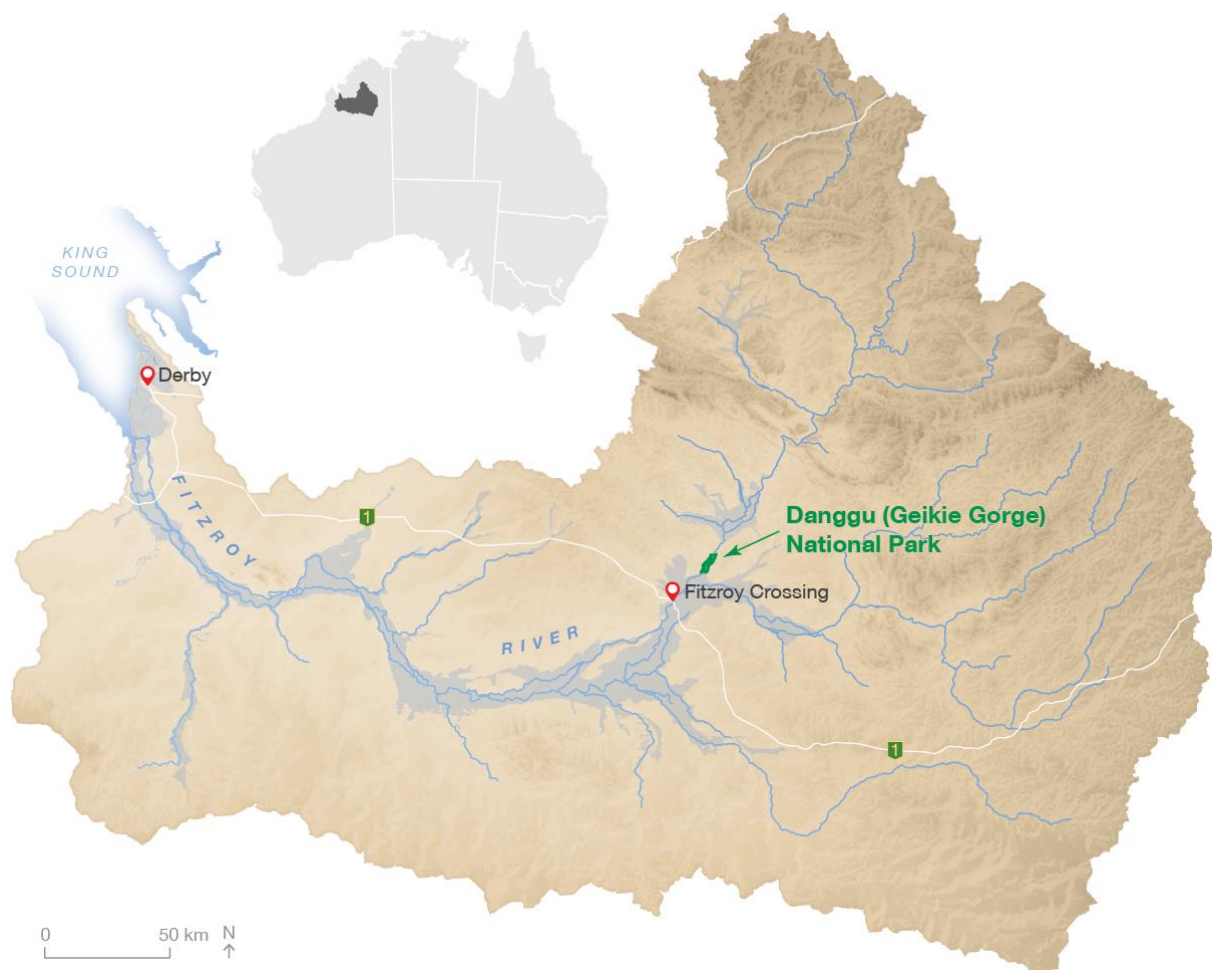 KING
SOUND
Derby
FITZROY
1
Danggu (Geikie Gorge)
National Park
Fitzroy Crossing
RIVER
1
0 50 km N